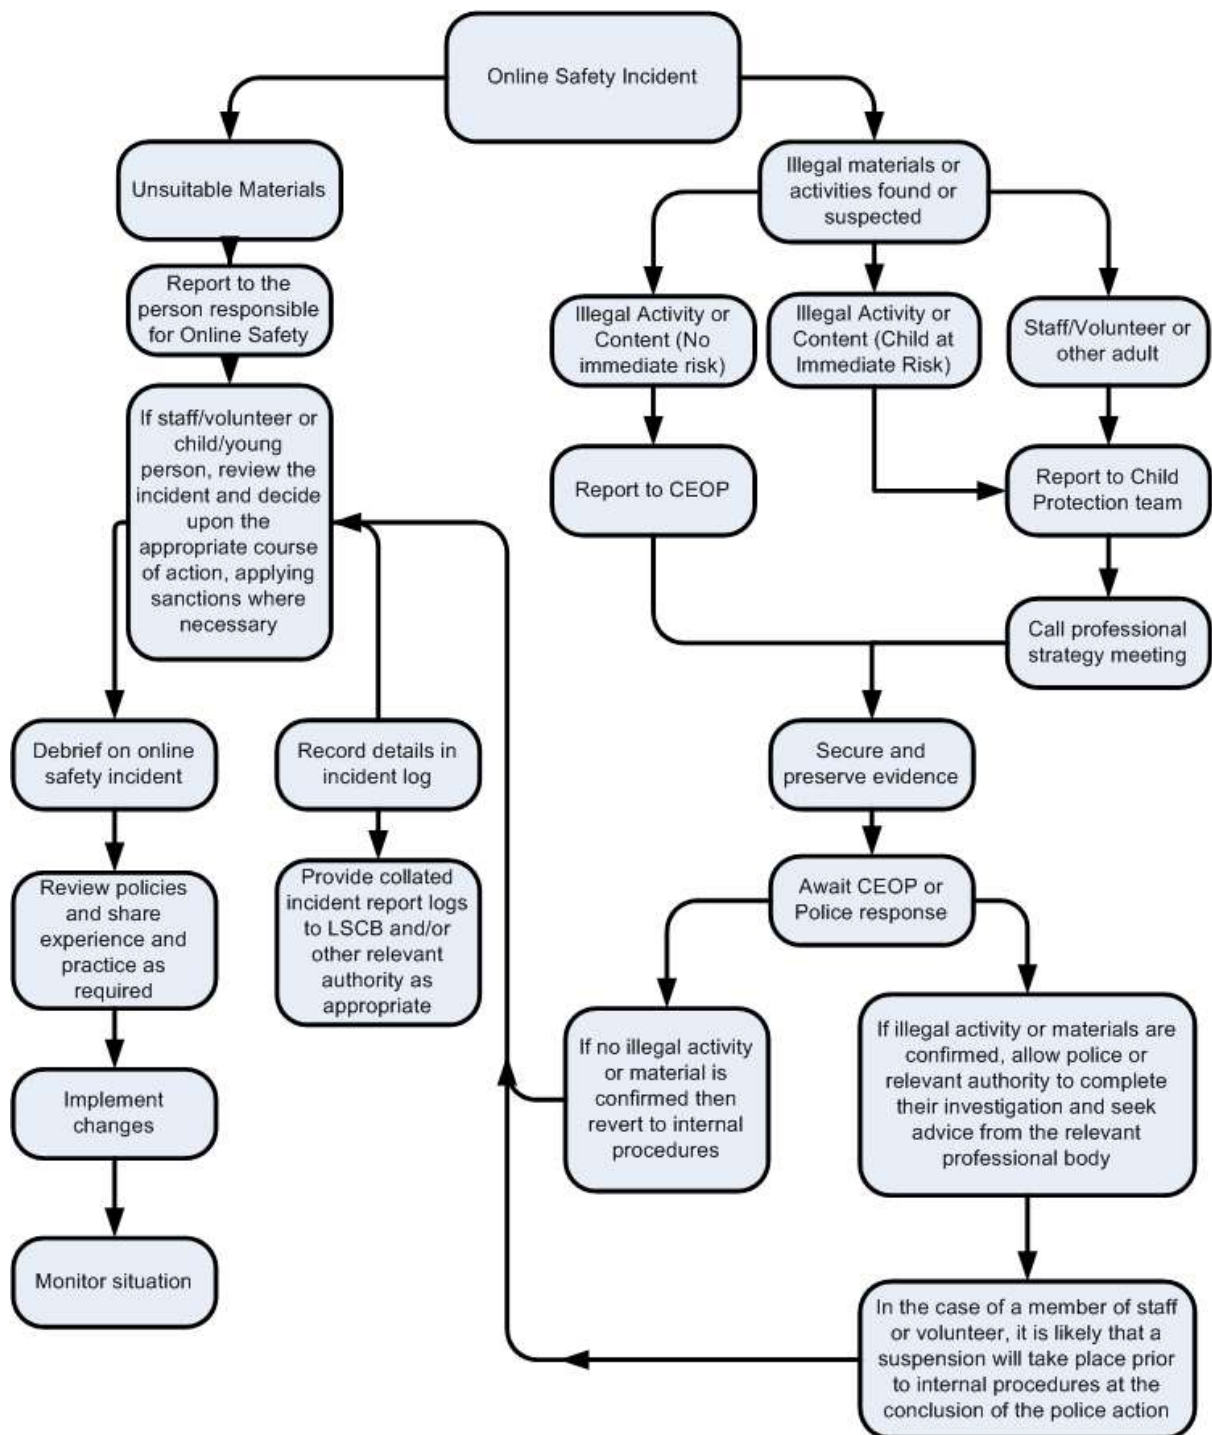 Online Safety Incident
Unsuitable Materials
Report to the
person responsible
for Online Safety
If staff/volunteer or
child/young
person, review the
incident and decide
upon the
appropriate course
of action, applying
sanctions where
necessary
Debrief on online
safety incident
Review policies
and share
experience and
practice as
required
Implement
changes
Monitor situation
Record details in
incident log
Provide collated
incident report logs
to LSCB and/or
other relevant
authority as
appropriate
Illegal materials or
activities found or
suspected
Illegal Activity or
Content (No
immediate risk)
Illegal Activity or
Content (Child at
Immediate Risk)
Staff/Volunteer or
other adult
Report to CEOP
Report to Child
Protection team
Call professional
strategy meeting
Secure and
preserve evidence
Await CEOP or
Police response
If no illegal activity
or material is
confirmed then
revert to internal
procedures
If illegal activity or materials are
confirmed, allow police or
relevant authority to complete
their investigation and seek
advice from the relevant
professional body
In the case of a member of staff
or volunteer, it is likely that a
suspension will take place prior
to internal procedures at the
conclusion of the police action